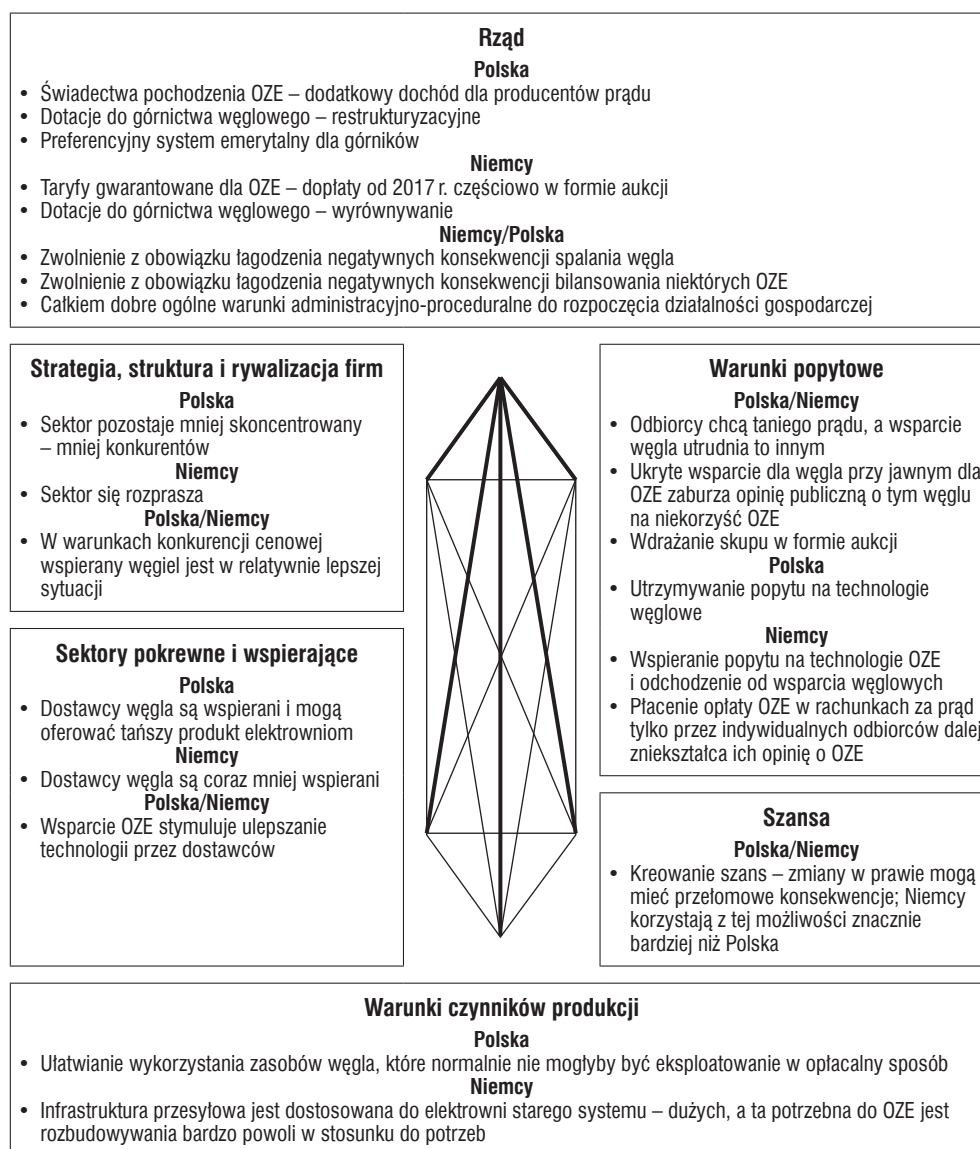 Rząd
Polska
• Świadectwa pochodzenia OZE – dodatkowy dochód dla producentów prądu
• Dotacje do górnictwa węglowego – restrukturyzacyjne
• Preferencyjny system emerytalny dla górników
Niemcy
• Taryfy gwarantowane dla OZE – dopłaty od 2017 r. częściowo w formie aukcji
• Dotacje do górnictwa węglowego – wyrównywanie
Niemcy/Polska
• Zwolnienie z obowiązku łagodzenia negatywnych konsekwencji spalania węgla
• Zwolnienie z obowiązku łagodzenia negatywnych konsekwencji bilansowania niektórych OZE
• Całkiem dobre ogólne warunki administracyjno-proceduralne do rozpoczęcia działalności gospodarczej
Strategia, struktura i rywalizacja firm
Polska
• Sektor pozostaje mniej skoncentrowany
– mniej konkurentów
Niemcy
• Sektor się rozprasza
Polska/Niemcy
• W warunkach konkurencji cenowej
wspierany węgiel jest w relatywnie lepszej
sytuacji
Sektory pokrewne i wspierające
Polska
• Dostawcy węgla są wspierani i mogą
oferować tańszy produkt elektrowniom
Niemcy
• Dostawcy węgla są coraz mniej wspierani
Polska/Niemcy
• Wsparcie OZE stymuluje ulepszanie
technologii przez dostawców
Warunki popytowe
Polska/Niemcy
• Odbiorcy chcą taniego prądu, a wsparcie
węgla utrudnia to innym
• Ukryte wsparcie dla węgla przy jawnym dla
OZE zaburza opinię publiczną o tym węglu
na niekorzyść OZE
• Wdrażanie skupu w formie aukcji
Polska
• Utrzymywanie popytu na technologie
węglowe
Niemcy
• Wspieranie popytu na technologie OZE
i odchodzenie od wsparcia węglowych
• Płacenie opłaty OZE w rachunkach za prąd
tylko przez indywidualnych odbiorców dalej
zniekształca ich opinię o OZE
Szansa
Polska/Niemcy
• Kreowanie szans – zmiany w prawie mogą
mieć przełomowe konsekwencje; Niemcy
korzystają z tej możliwości znacznie
bardziej niż Polska
Warunki czynników produkcji
Polska
• Ułatwianie wykorzystania zasobów węgla, które normalnie nie mogłyby być eksploatowanie w opłacalny sposób
Niemcy
• Infrastruktura przesyłowa jest dostosowana do elektrowni starego systemu – dużych, a ta potrzebna do OZE jest
rozbudowywania bardzo powoli w stosunku do potrzeb